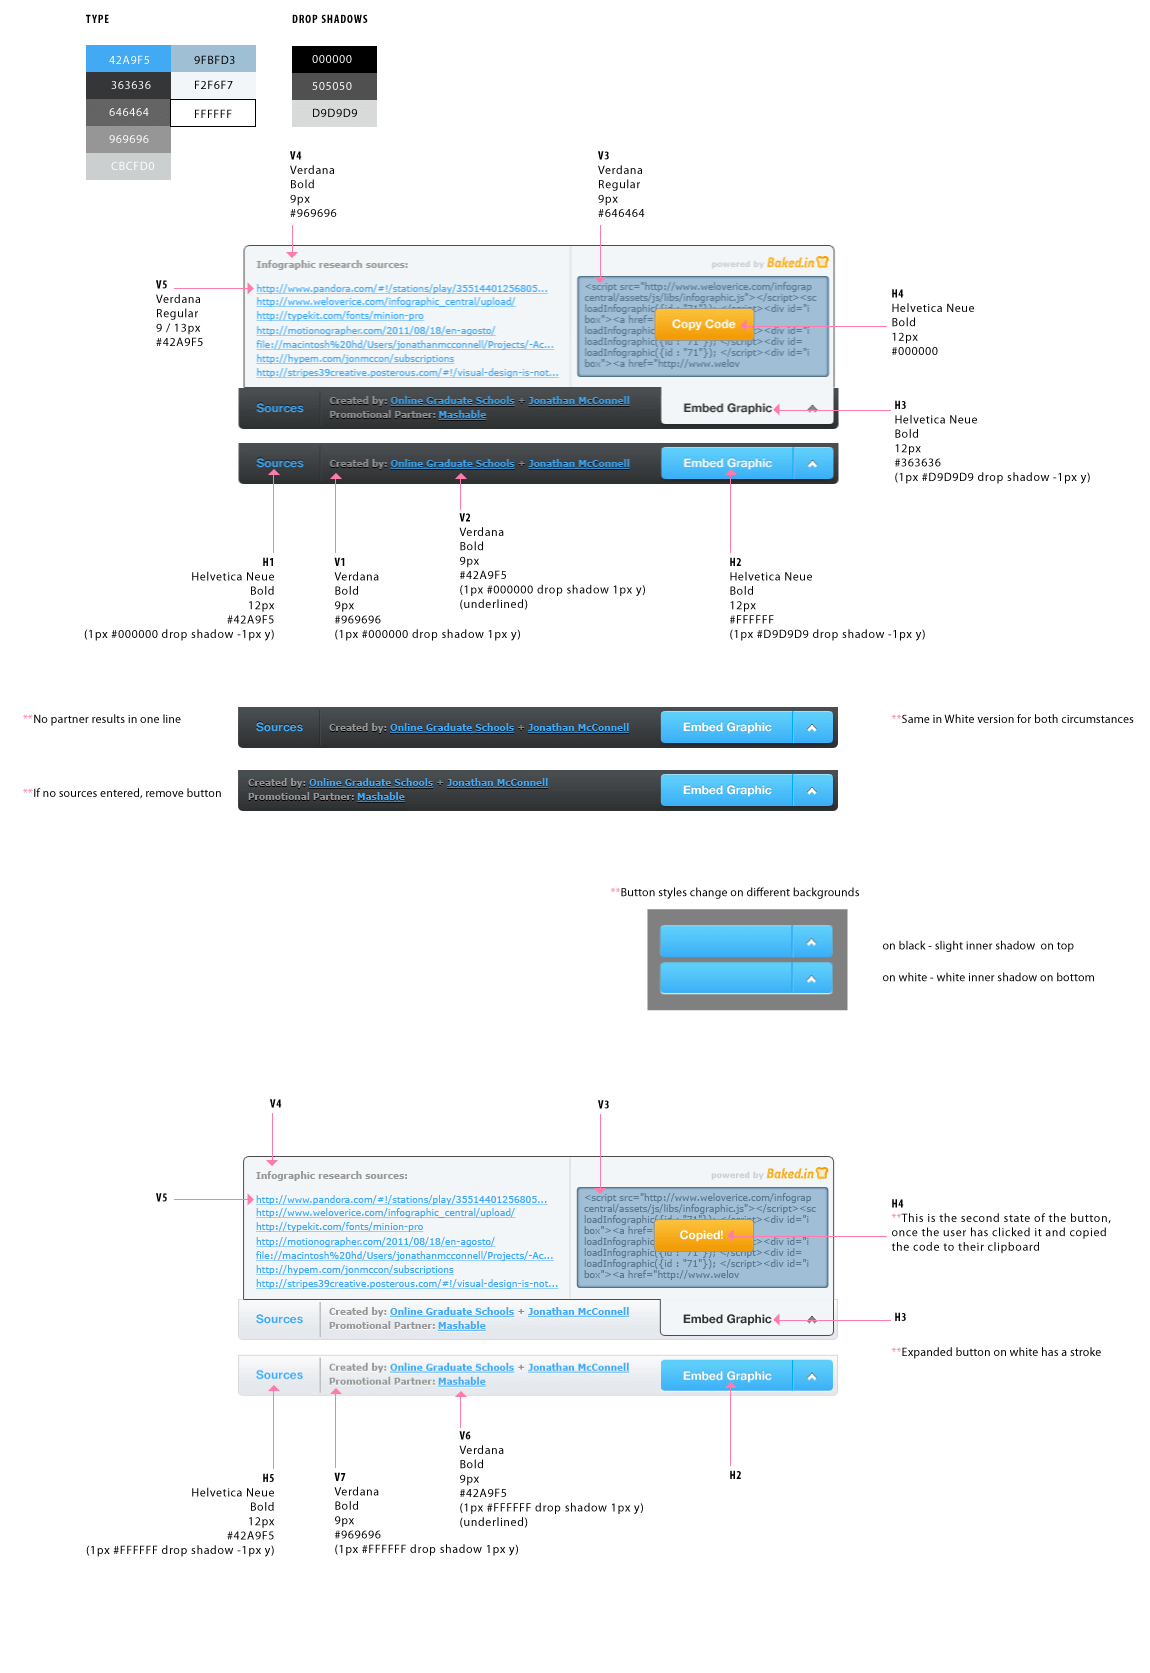 TYPE
DROP SHADOWS
42A9F5
9FBFD3
363636
F2F6F7
646464
FFFFFF
969696
CBCFD0
000000
505050
D9D9D9
V4
Verdana
Bold
9px
#969696
V3
Verdana
Regular
9px
#646464
V5
Verdana
Regular
9 / 13px
#42A9F5
Infographic research sources:
http://www.pandora.com/#!/stations/play/35514401256805...
http://www.weloverice.com/infographic_central/upload/
http://typekit.com/fonts/minion-pro
http://motionographer.com/2011/08/18/en-agosto/
file://macintosh%20hd/Users/jonathanmcconnell/Projects/-Ac...
http://hypem.com/jonmccon/subscriptions
http://stripes39creative.posterous.com/#!/visual-design-is-not...
powered by Baked.in
<script src="http://www.weloverice.com/infograp
central/assets/js/libs/infographic.js"></script><sc
loadInfographic({id : "71"}); </script><div id="i
box"><a href=
loadInfographic
loadInfographic({id : "71"}); </script><div id=
loadInfographic({id : "71"}); </script><div id="i
box"><a href="http://www.welov
Copy Code
H4
Helvetica Neue
Bold
12px
#000000
Sources
Created by: Online Graduate Schools + Jonathan McConnell
Promotional Partner: Mashable
Embed Graphic
H3
Helvetica Neue
Bold
12px
#363636
(1px #D9D9D9 drop shadow -1px y)
Sources
Created by: Online Graduate Schools + Jonathan McConnell
Embed Graphic
V2
Verdana
Bold
9px
#42A9F5
(1px #000000 drop shadow 1px y)
(underlined)
H1
Helvetica Neue
Bold
12px
#42A9F5
(1px #000000 drop shadow -1px y)
V1
Verdana
Bold
9px
#969696
(1px #000000 drop shadow 1px y)
H2
Helvetica Neue
Bold
12px
#FFFFFF
(1px #D9D9D9 drop shadow -1px y)
**No partner results in one line
Sources
Created by: Online Graduate Schools + Jonathan McConnell
Embed Graphic
**Same in White version for both circumstances
**If no sources entered, remove button
Created by: Online Graduate Schools + Jonathan McConnell
Promotional Partner: Mashable
Embed Graphic
**Button styles change on different backgrounds
on black - slight inner shadow on top
on white - white inner shadow on bottom
V4
V3
V5
Infographic research sources:
http://www.pandora.com/#!/stations/play/35514401256805...
http://www.weloverice.com/infographic_central/upload/
http://typekit.com/fonts/minion-pro
http://motionographer.com/2011/08/18/en-agosto/
file://macintosh%20hd/Users/jonathanmcconnell/Projects/-Ac...
http://hypem.com/jonmccon/subscriptions
http://stripes39creative.posterous.com/#!/visual-design-is-not...
powered by Baked.in
<script src="http://www.weloverice.com/infograp
central/assets/js/libs/infographic.js"></script><sc
loadInfographic({id : "71"}); </script><div id="i
box"><a href=
loadInfographic
loadInfographic({id : "71"}); </script><div id=
loadInfographic({id : "71"}); </script><div id="i
box"><a href="http://www.welov
Copied!
H4
**This is the second state of the button,
once the user has clicked it and copied
the code to their clipboard
Sources
Created by: Online Graduate Schools + Jonathan McConnell
Promotional Partner: Mashable
Embed Graphic
H3
**Expanded button on white has a stroke
Sources
Created by: Online Graduate Schools + Jonathan McConnell
Promotional Partner: Mashable
Embed Graphic
V6
Verdana
Bold
9px
#42A9F5
(1px #FFFFFF drop shadow 1px y)
(underlined)
H5
Helvetica Neue
Bold
12px
#42A9F5
(1px #FFFFFF drop shadow -1px y)
V7
Verdana
Bold
9px
#969696
(1px #FFFFFF drop shadow 1px y)
H2